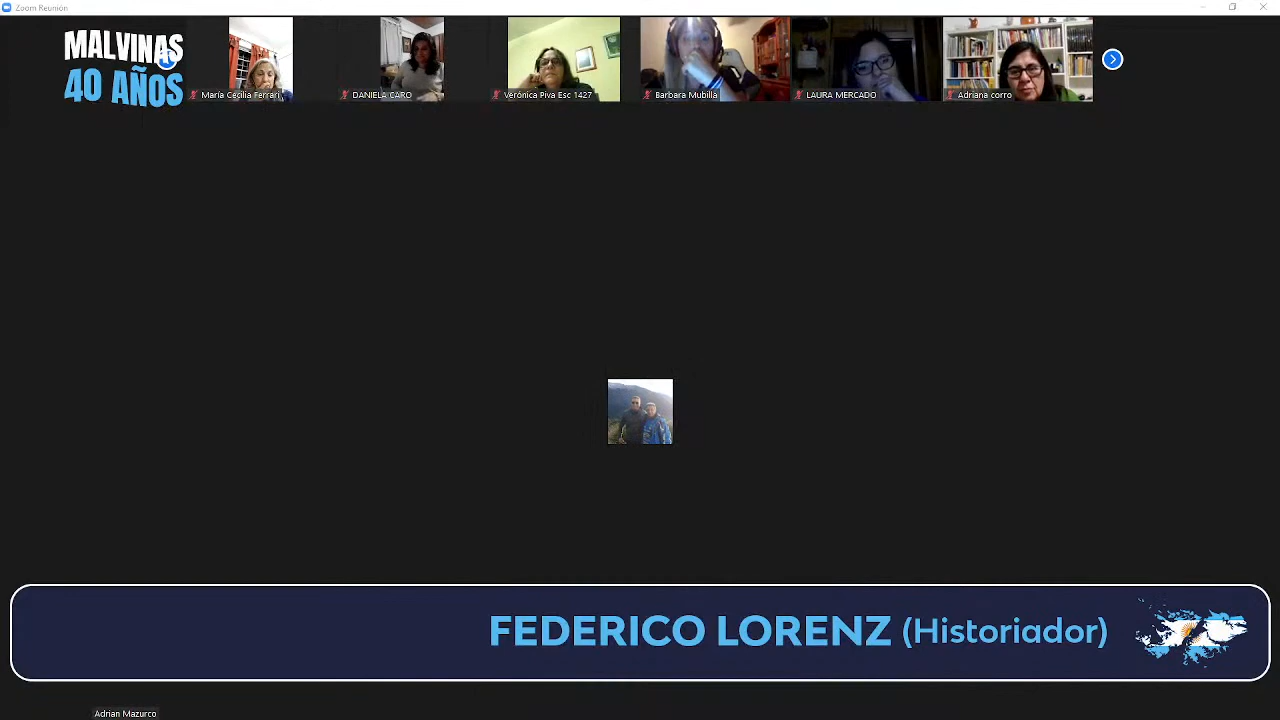 Zoom Reunión
MALVINAS
40 AÑOS
María Cecilia Ferrari
DANIELA CARO
Verónica Piva Esc 1427
Barbara Mubilla
LAURA MERCADO
Adriana corro
FEDERICO LORENZ (Historiador)
Adrian Mazurco